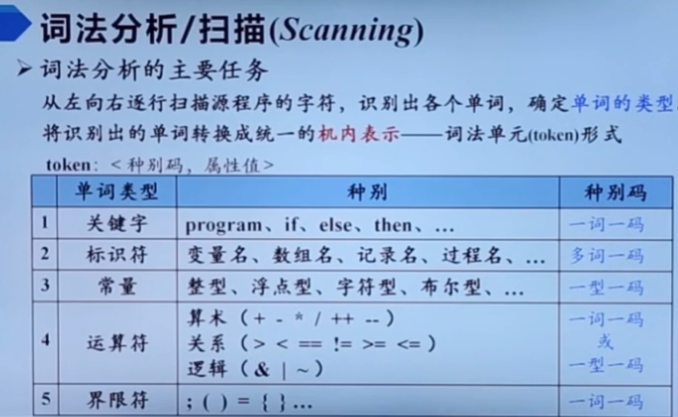 词法分析/扫描(Scanning)
➢ 词法分析的主要任务
从左向右逐行扫描源程序的字符，识别出各个单词，确定单词的类型。
将识别出的单词转换成统一的机内表示——词法单元(token)形式
token: <种别码，属性值>
单词类型 种别 种别码
1 关键字 program、if、else、then、… 一词一码
2 标识符 变量名、数组名、记录名、过程名、… 多词一码
3 常量 整型、浮点型、字符型、布尔型、… 一型一码
4 运算符 算术（+ - * / ++ --） 一词一码
关系（> < == != >= <=） 或
逻辑（& | ~） 一型一码
5 界限符 ; ( ) = { } … 一词一码